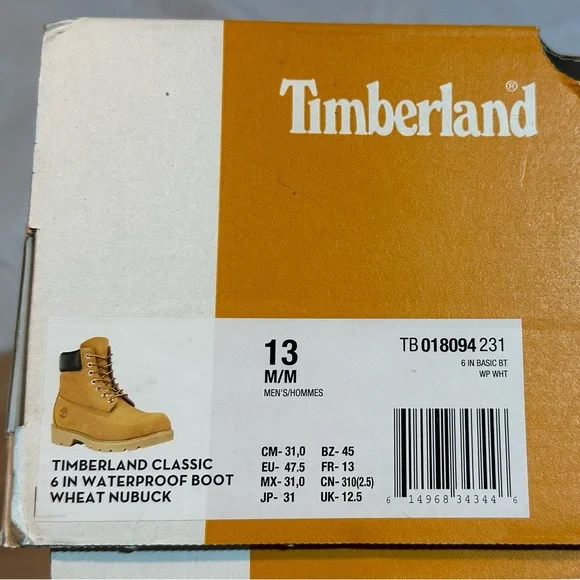 Timberland®
TIMBERLAND CLASSIC
6 IN WATERPROOF BOOT
WHEAT NUBUCK
13
M/M
MEN'S/HOMMES
CM- 31,0 BZ- 45
EU- 47.5 FR- 13
MX- 31,0 CN- 310(2.5)
JP- 31 UK- 12.5
TB 018094 231
6 IN BASIC BT
WP WHT
6 14968 34344 6